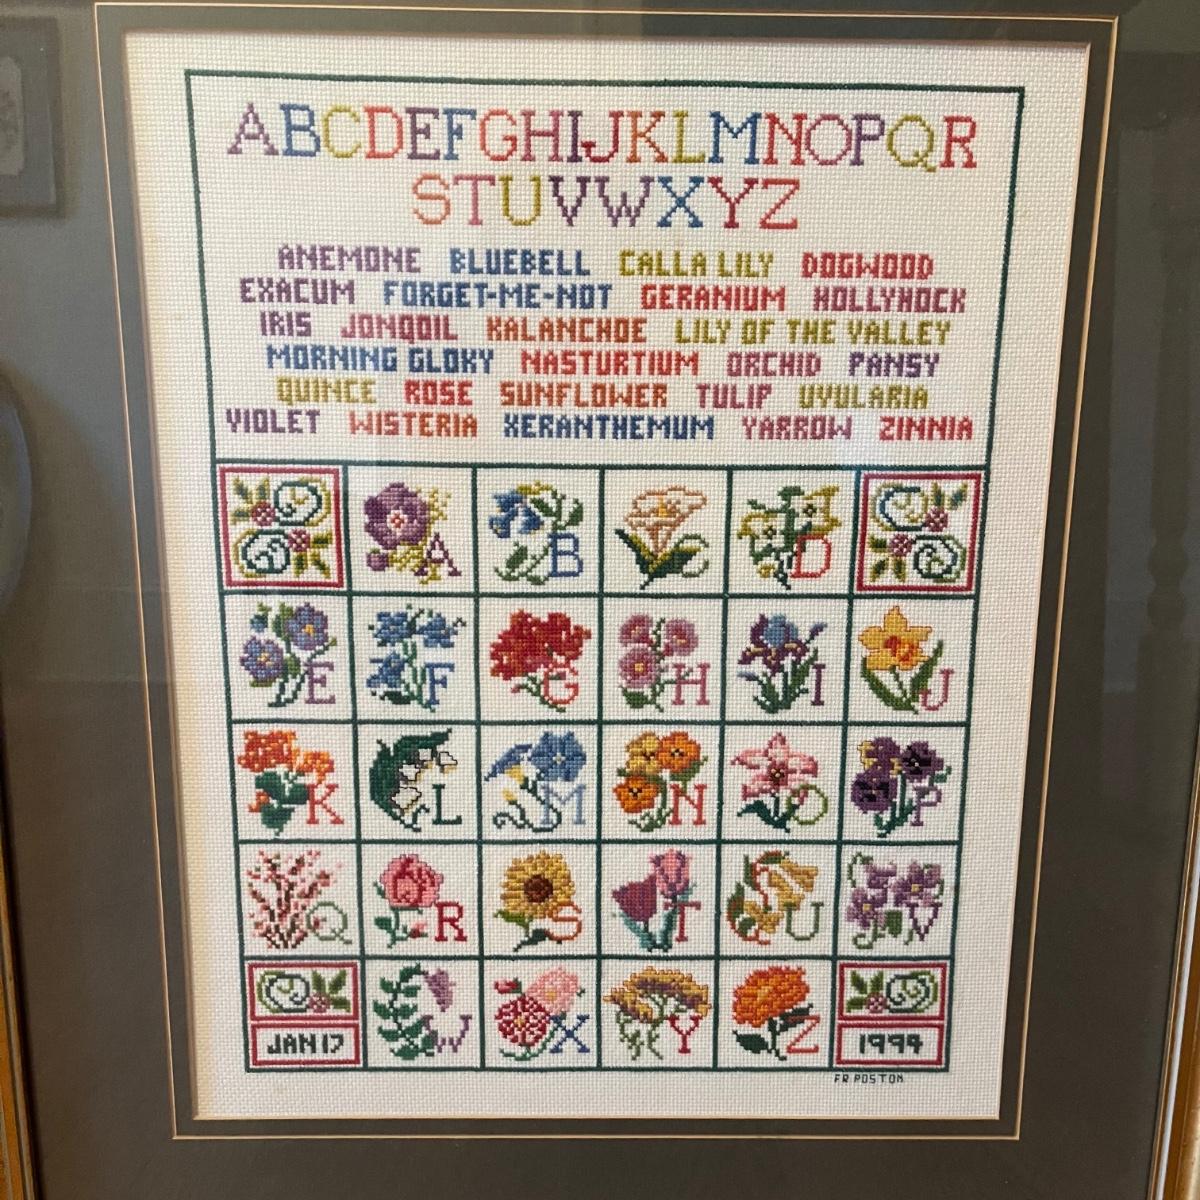 ABCDEFGHIJKLMNOPQR
STUVWXYZ
ANEMONE BLUEBELL CALLA LILY DOGWOOD
EXACUM FORGET-ME-NOT GERANIUM HOLLYHOCK
IRIS JONQOIL KALANCHOE LILY OF THE VALLEY
MORNING GLORY NASTURTIUM ORCHID PANSY
QUINCE ROSE SUNFLOWER TULIP UVULARIA
VIOLET WISTERIA XERANTHEMUM YARROW ZINNIA
A B C D
E F G H I J
K L M N O P
Q R S T U V
W X Y Z
JAN 17 1994
FR POSTON